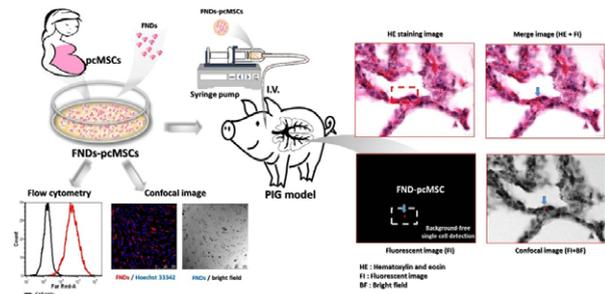 FNDs-pcMSCs
FNDs
pcMSCs
Syringe pump
I.V.
FNDs-pcMSCs
PIG model
Flow cytometry
Confocal image
Count
Far Red-A
FNDs / Hoechst 33342
FNDs / bright field
HE staining image
Merge image (HE + FI)
FND-pcMSC
Background-free
single cell detection
Fluorescent image (FI)
Confocal image (FI+BF)
HE : Hematoxylin and eosin
FI : Fluorescent image
BF : Bright field